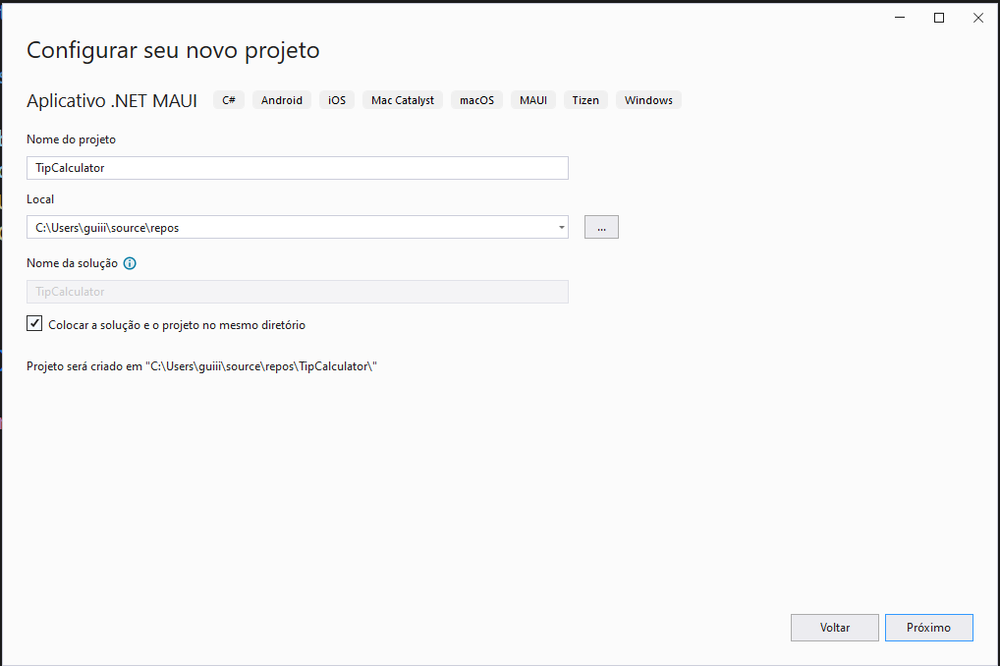 Configurar seu novo projeto
Aplicativo .NET MAUI C# Android iOS Mac Catalyst macOS MAUI Tizen Windows
Nome do projeto
TipCalculator
Local
C:\Users\guiii\source\repos ...
Nome da solução
TipCalculator
Colocar a solução e o projeto no mesmo diretório
Projeto será criado em "C:\Users\guiii\source\repos\TipCalculator\"
Voltar Próximo